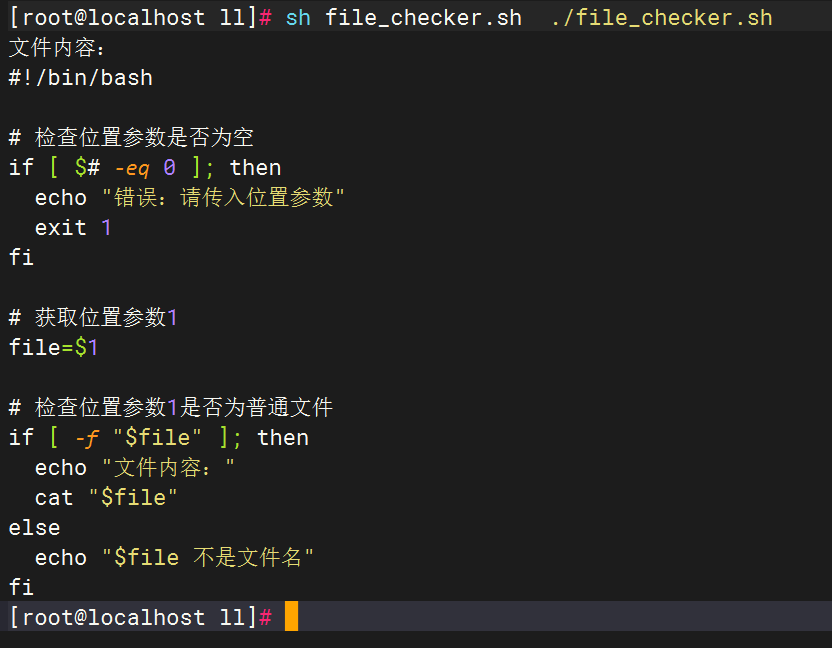 [root@localhost ll]# sh file_checker.sh  ./file_checker.sh
文件内容：
#!/bin/bash

# 检查位置参数是否为空
if [ $# -eq 0 ]; then
  echo "错误：请传入位置参数"
  exit 1
fi

# 获取位置参数1
file=$1

# 检查位置参数1是否为普通文件
if [ -f "$file" ]; then
  echo "文件内容："
  cat "$file"
else
  echo "$file 不是文件名"
fi
[root@localhost ll]#